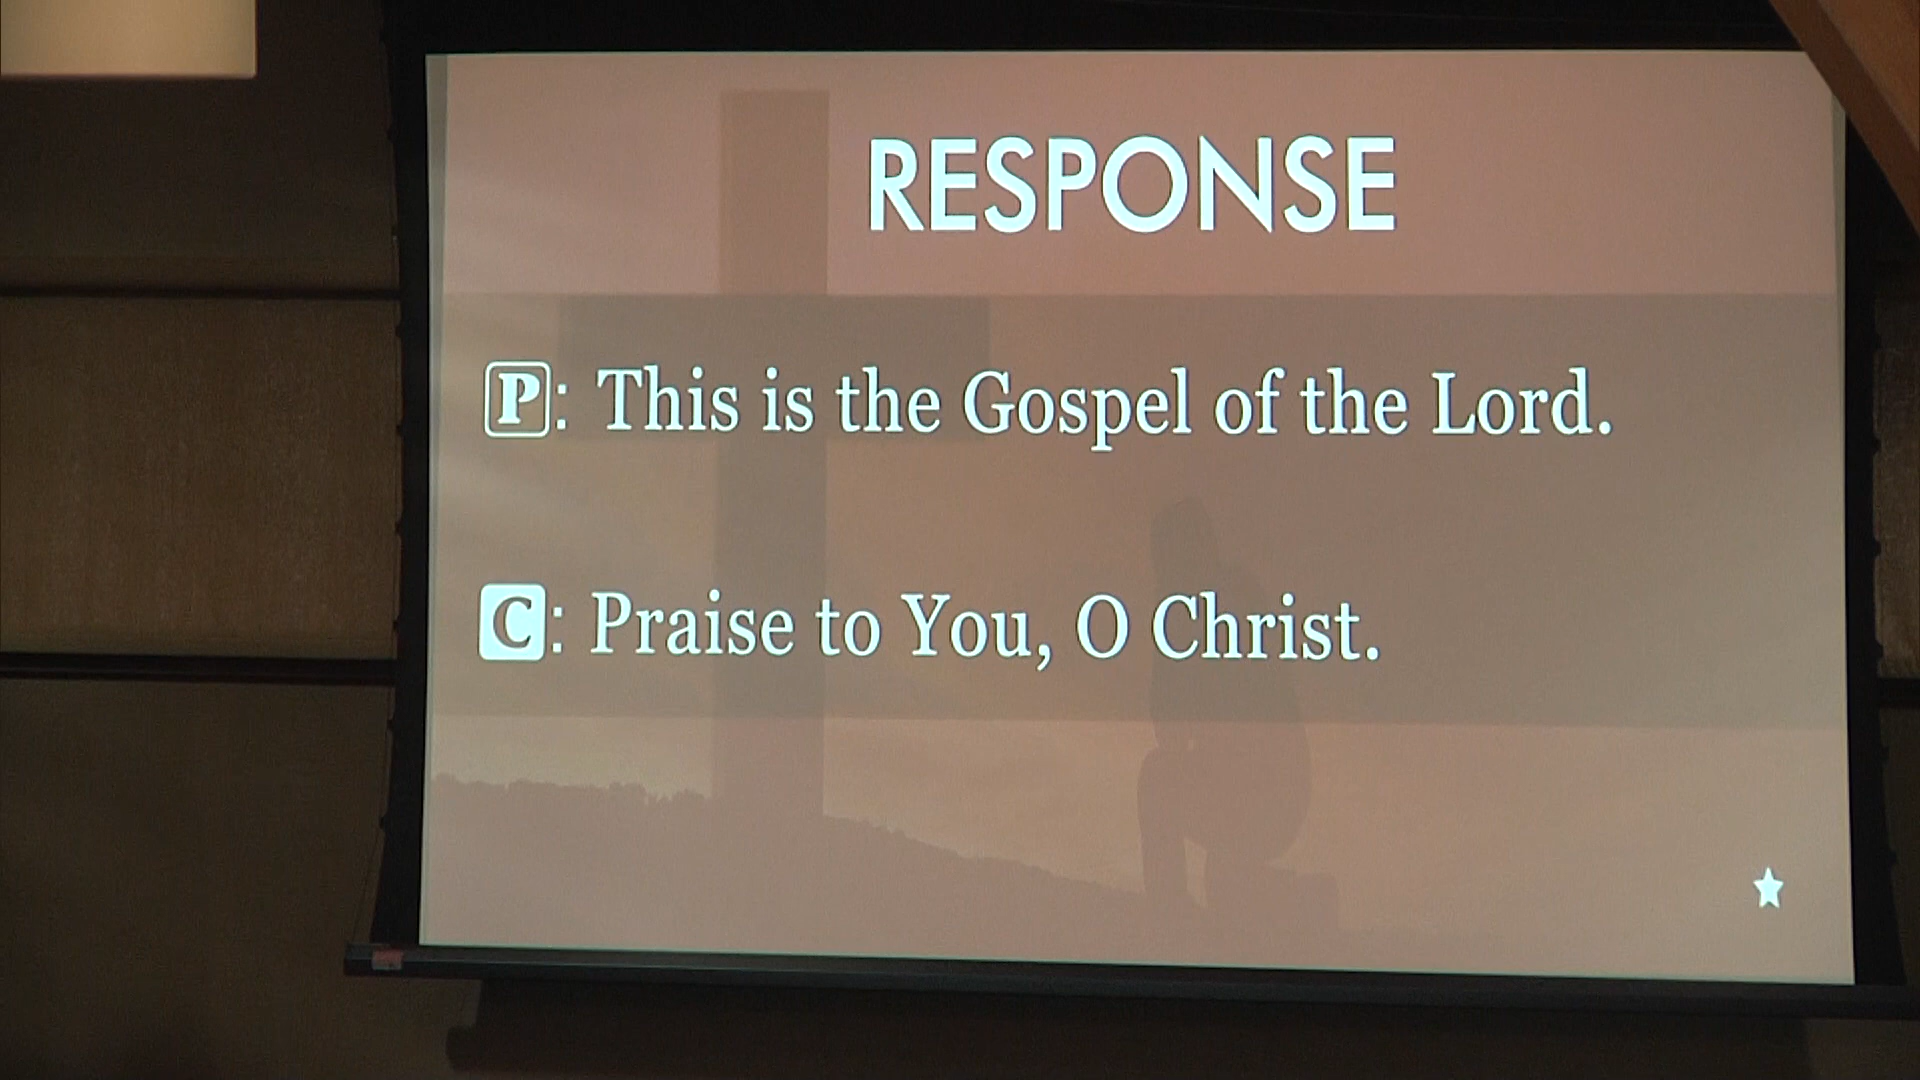 RESPONSE
P: This is the Gospel of the Lord.
C: Praise to You, O Christ.